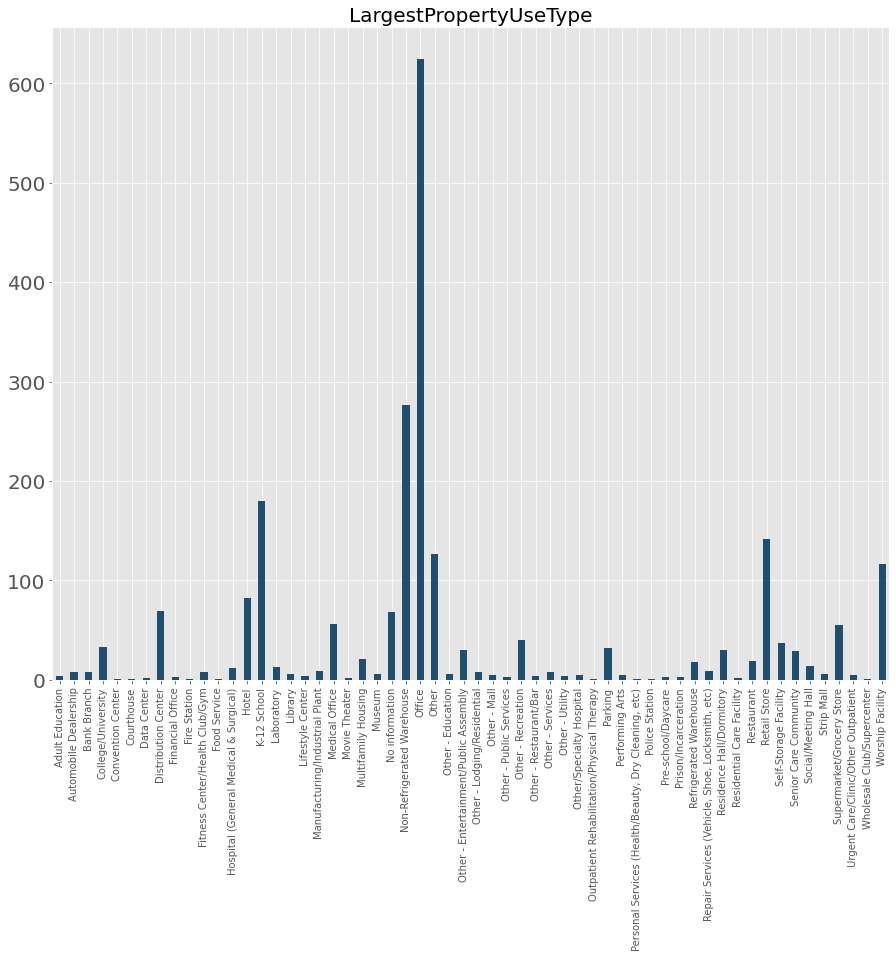 LargestPropertyUseType
600
500
400
300
200
100
0
Adult Education
Automobile Dealership
Bank Branch
College/University
Convention Center
Courthouse
Data Center
Distribution Center
Financial Office
Fire Station
Fitness Center/Health Club/Gym
Food Service
Hospital (General Medical & Surgical)
Hotel
K-12 School
Laboratory
Library
Lifestyle Center
Manufacturing/Industrial Plant
Medical Office
Movie Theater
Multifamily Housing
Museum
No information
Non-Refrigerated Warehouse
Office
Other
Other - Education
Other - Entertainment/Public Assembly
Other - Lodging/Residential
Other - Mall
Other - Public Services
Other - Recreation
Other - Restaurant/Bar
Other - Services
Other - Utility
Other/Specialty Hospital
Outpatient Rehabilitation/Physical Therapy
Parking
Performing Arts
Personal Services (Health/Beauty, Dry Cleaning, etc)
Police Station
Pre-school/Daycare
Prison/Incarceration
Refrigerated Warehouse
Repair Services (Vehicle, Shoe, Locksmith, etc)
Residence Hall/Dormitory
Residential Care Facility
Restaurant
Retail Store
Self-Storage Facility
Senior Care Community
Social/Meeting Hall
Strip Mall
Supermarket/Grocery Store
Urgent Care/Clinic/Other Outpatient
Wholesale Club/Supercenter
Worship Facility